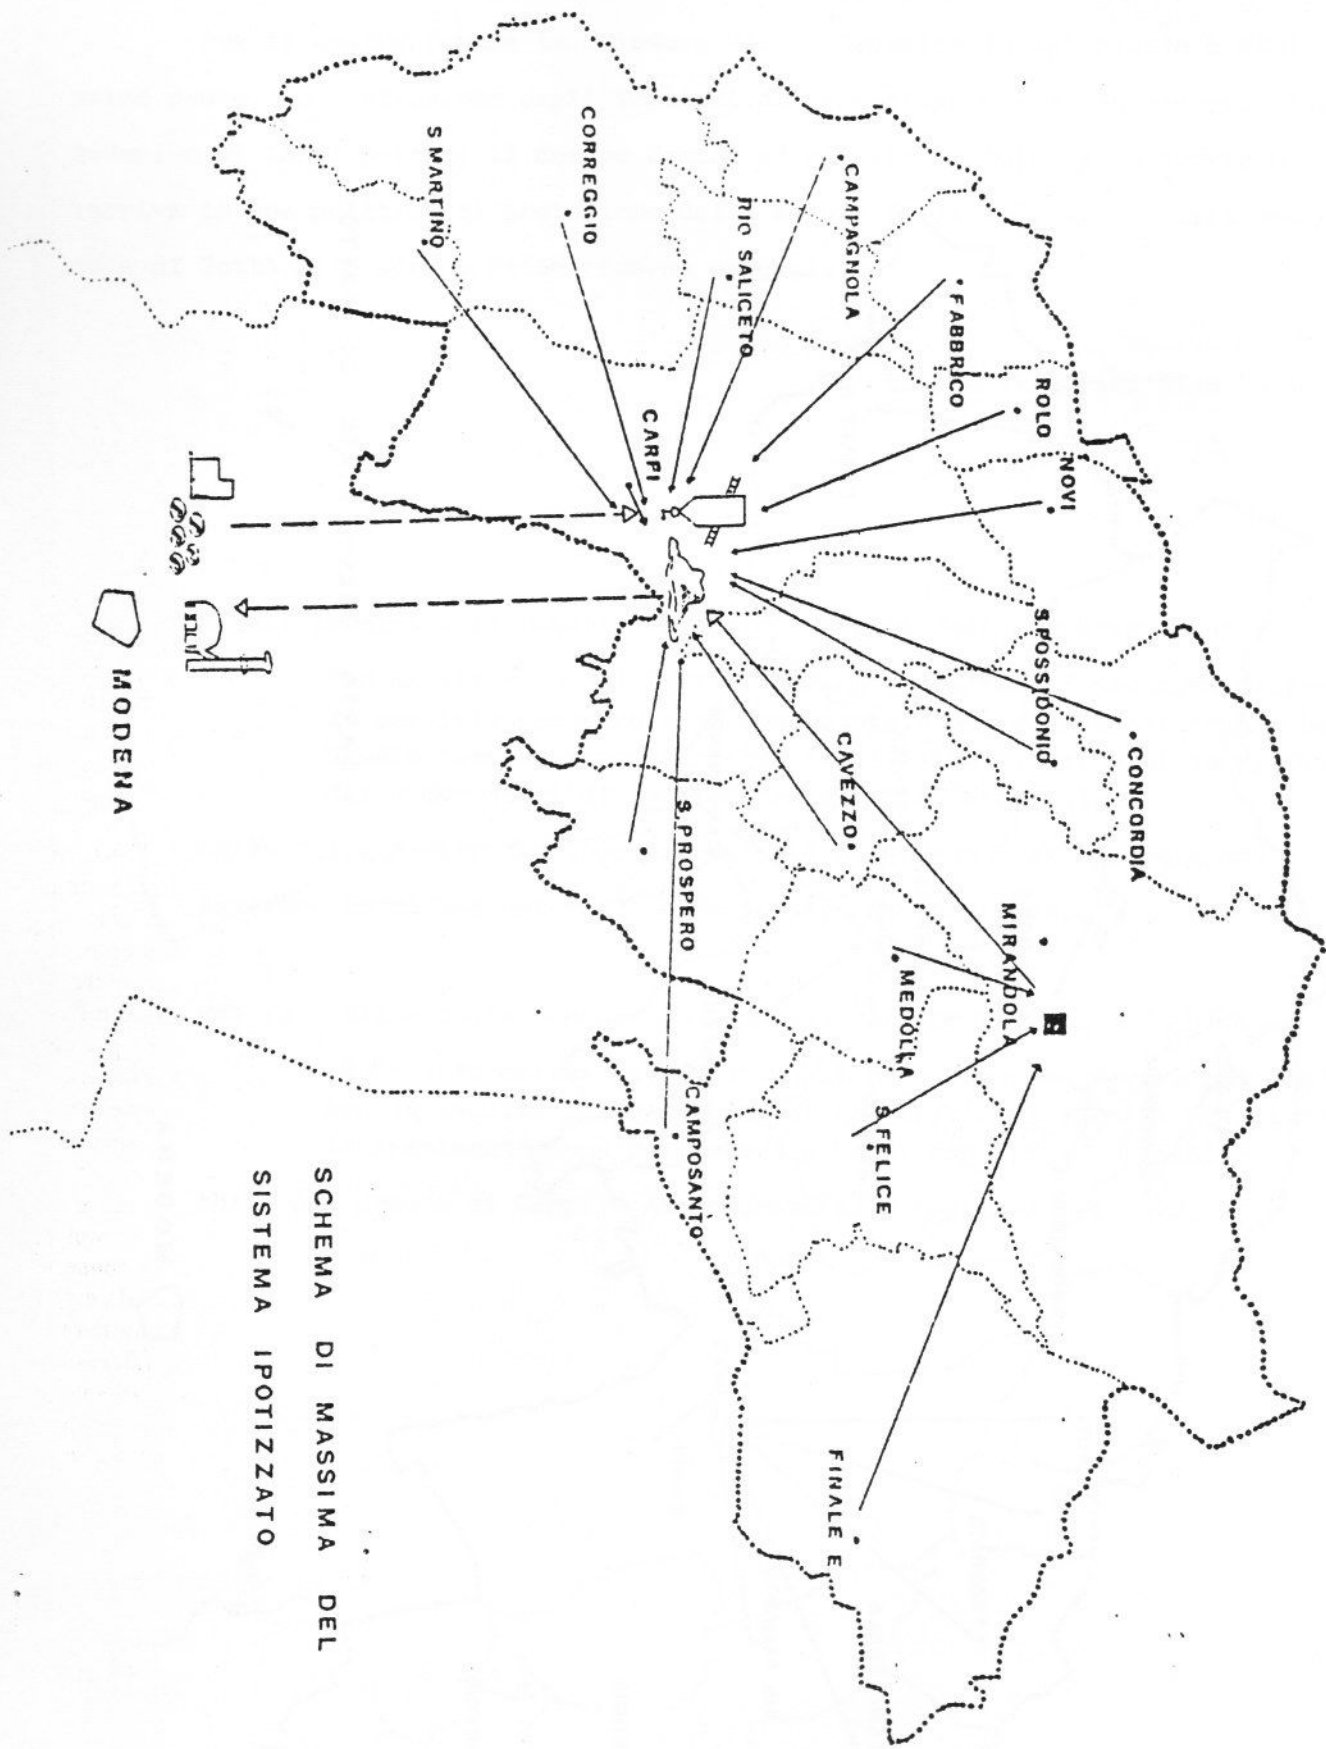 CONCORDIA
NOVI
ROLO
S.POSSIDONIO
MIRANDOLA
FABBRICO
MEDOLLA
S.FELICE
CAMPAGNOLA
CAVEZZO
FINALE E
RIO SALICETO
S.PROSPERO
CAMPOSANTO
CARPI
CORREGGIO
S MARTINO
SCHEMA DI MASSIMA DEL
SISTEMA IPOTIZZATO
MODENA